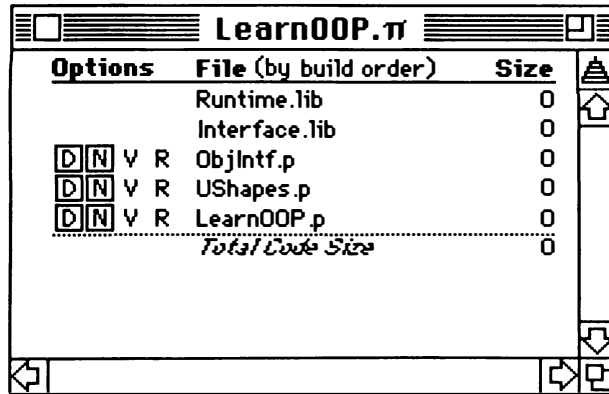 LearnOOP.π
Options File (by build order) Size
Runtime.lib 0
Interface.lib 0
D N V R ObjIntf.p 0
D N V R UShapes.p 0
D N V R LearnOOP.p 0
Total Code Size 0